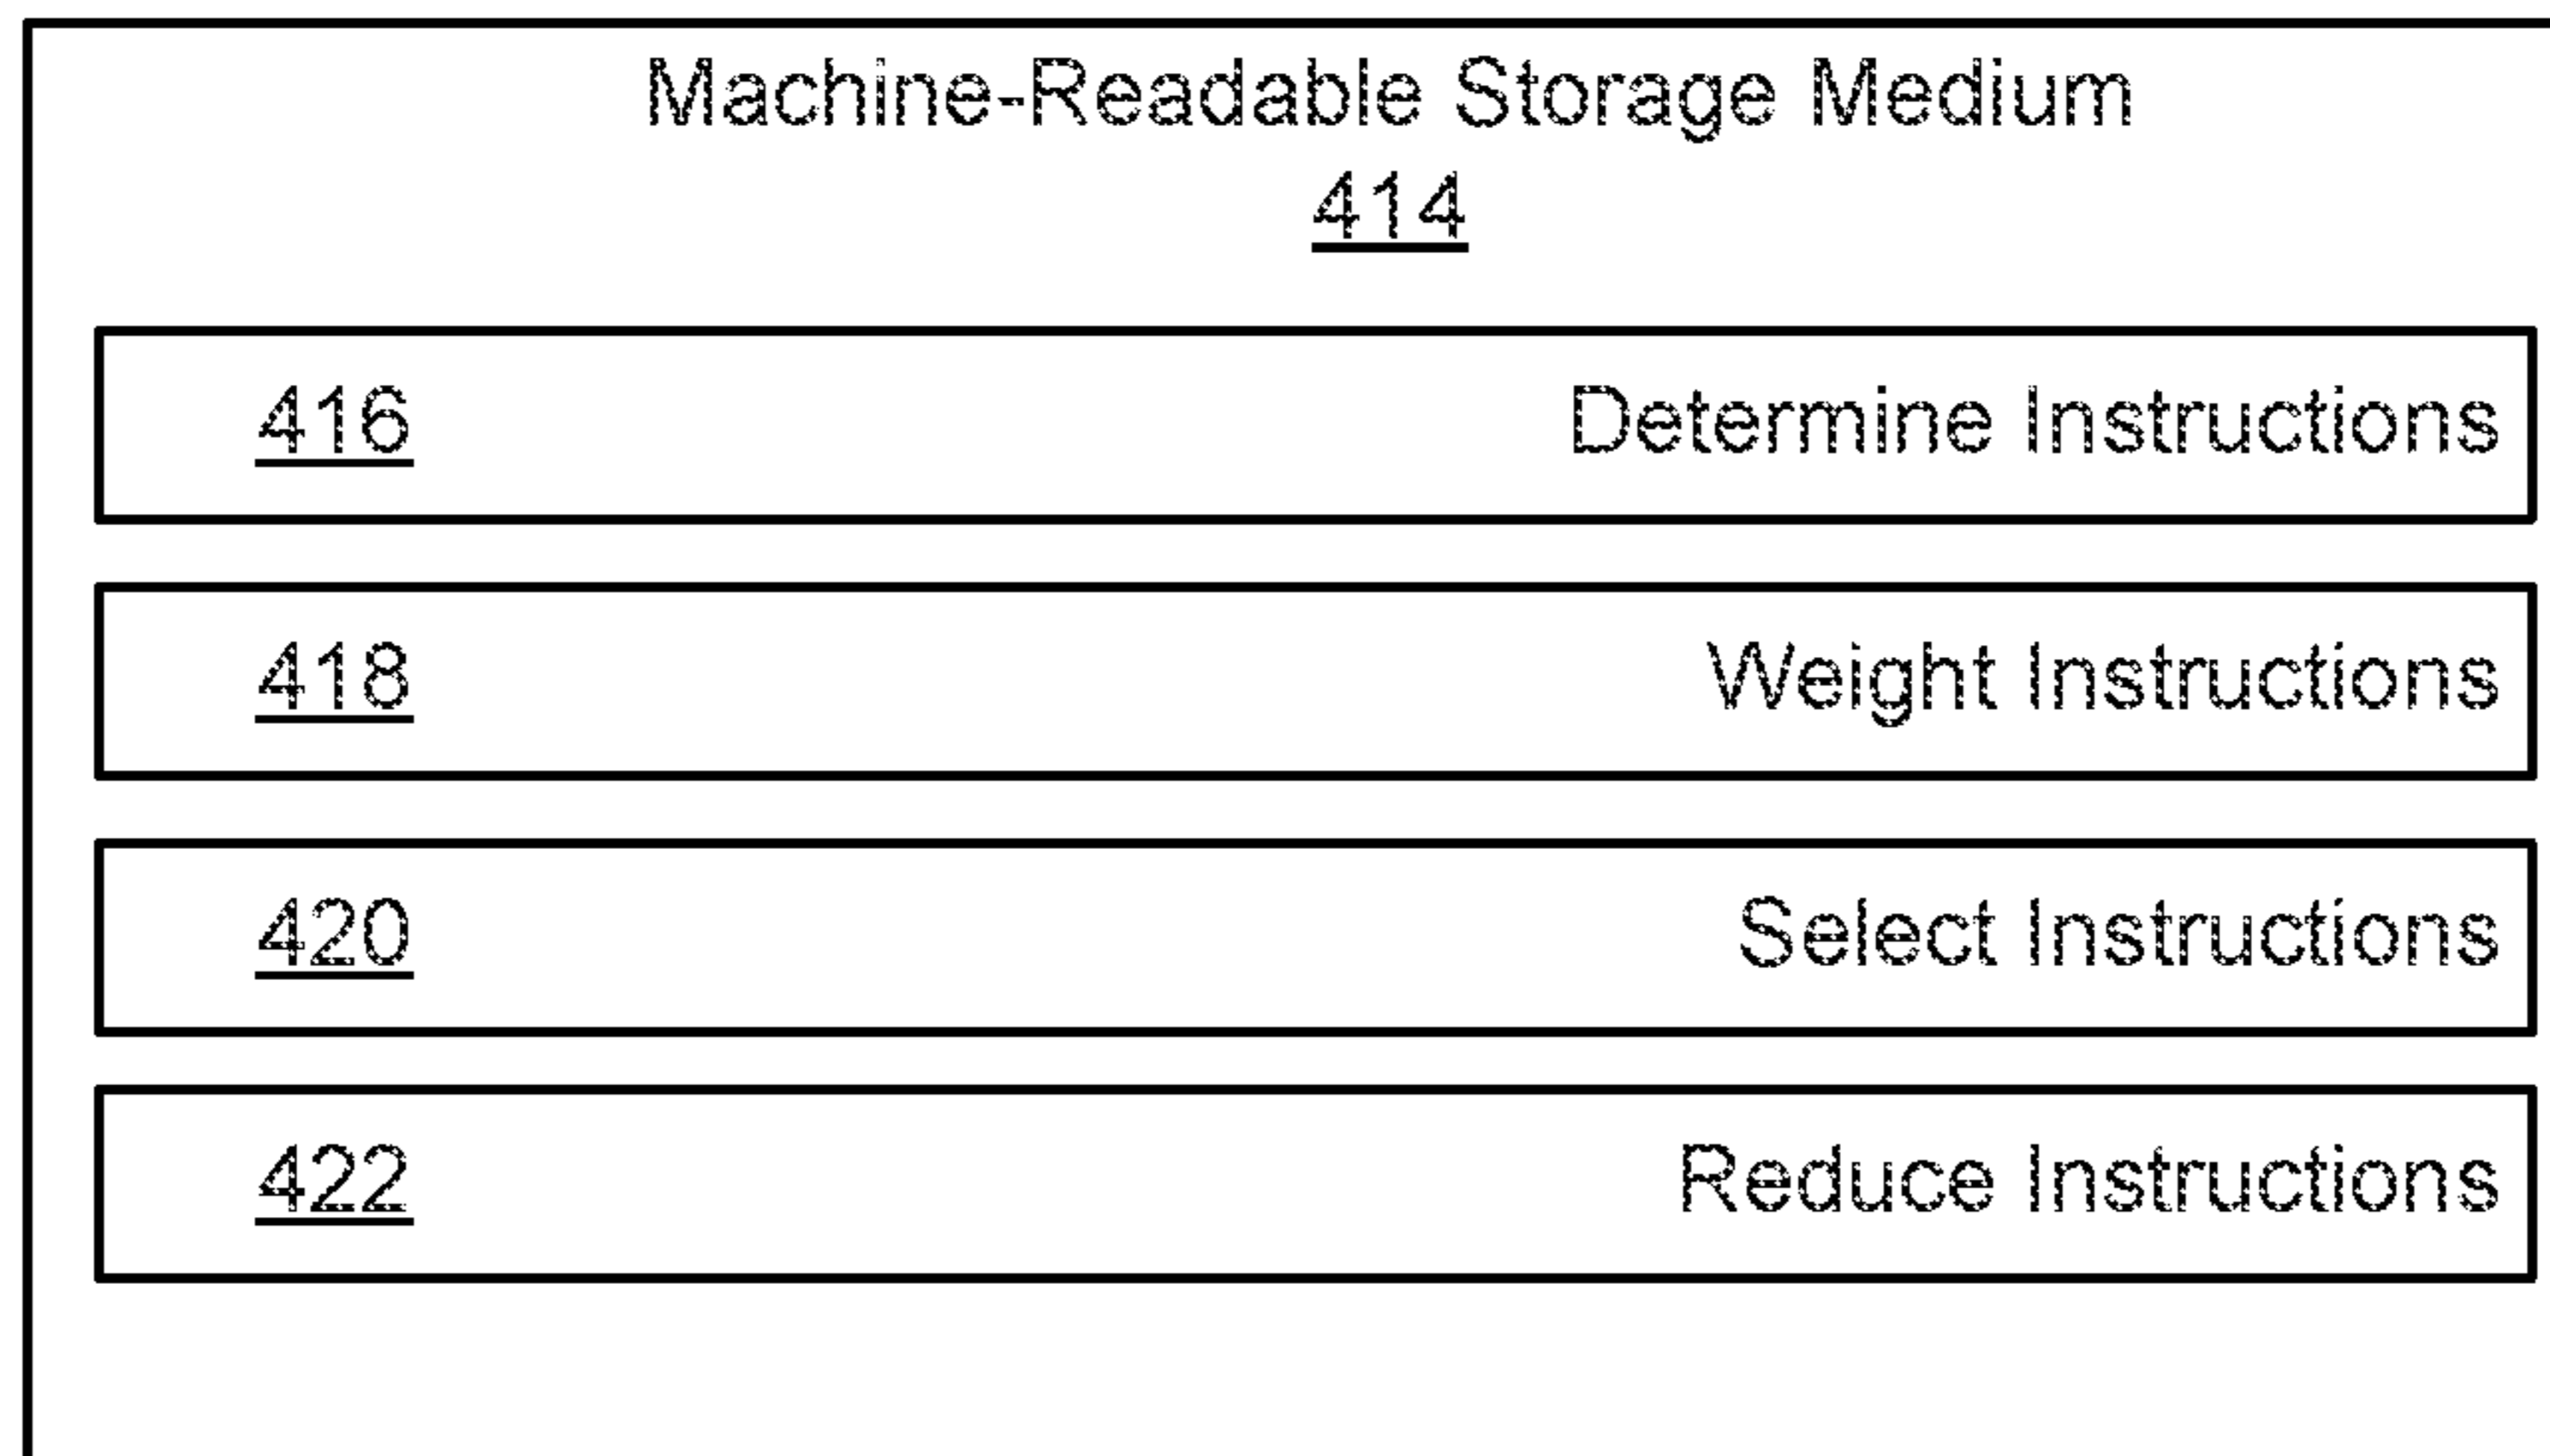 Machine-Readable Storage Medium
414
416 Determine Instructions
418 Weight Instructions
420 Select Instructions
422 Reduce Instructions